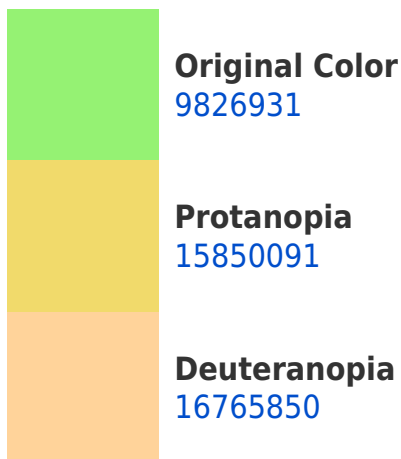 Original Color
9826931
Protanopia
15850091
Deuteranopia
16765850